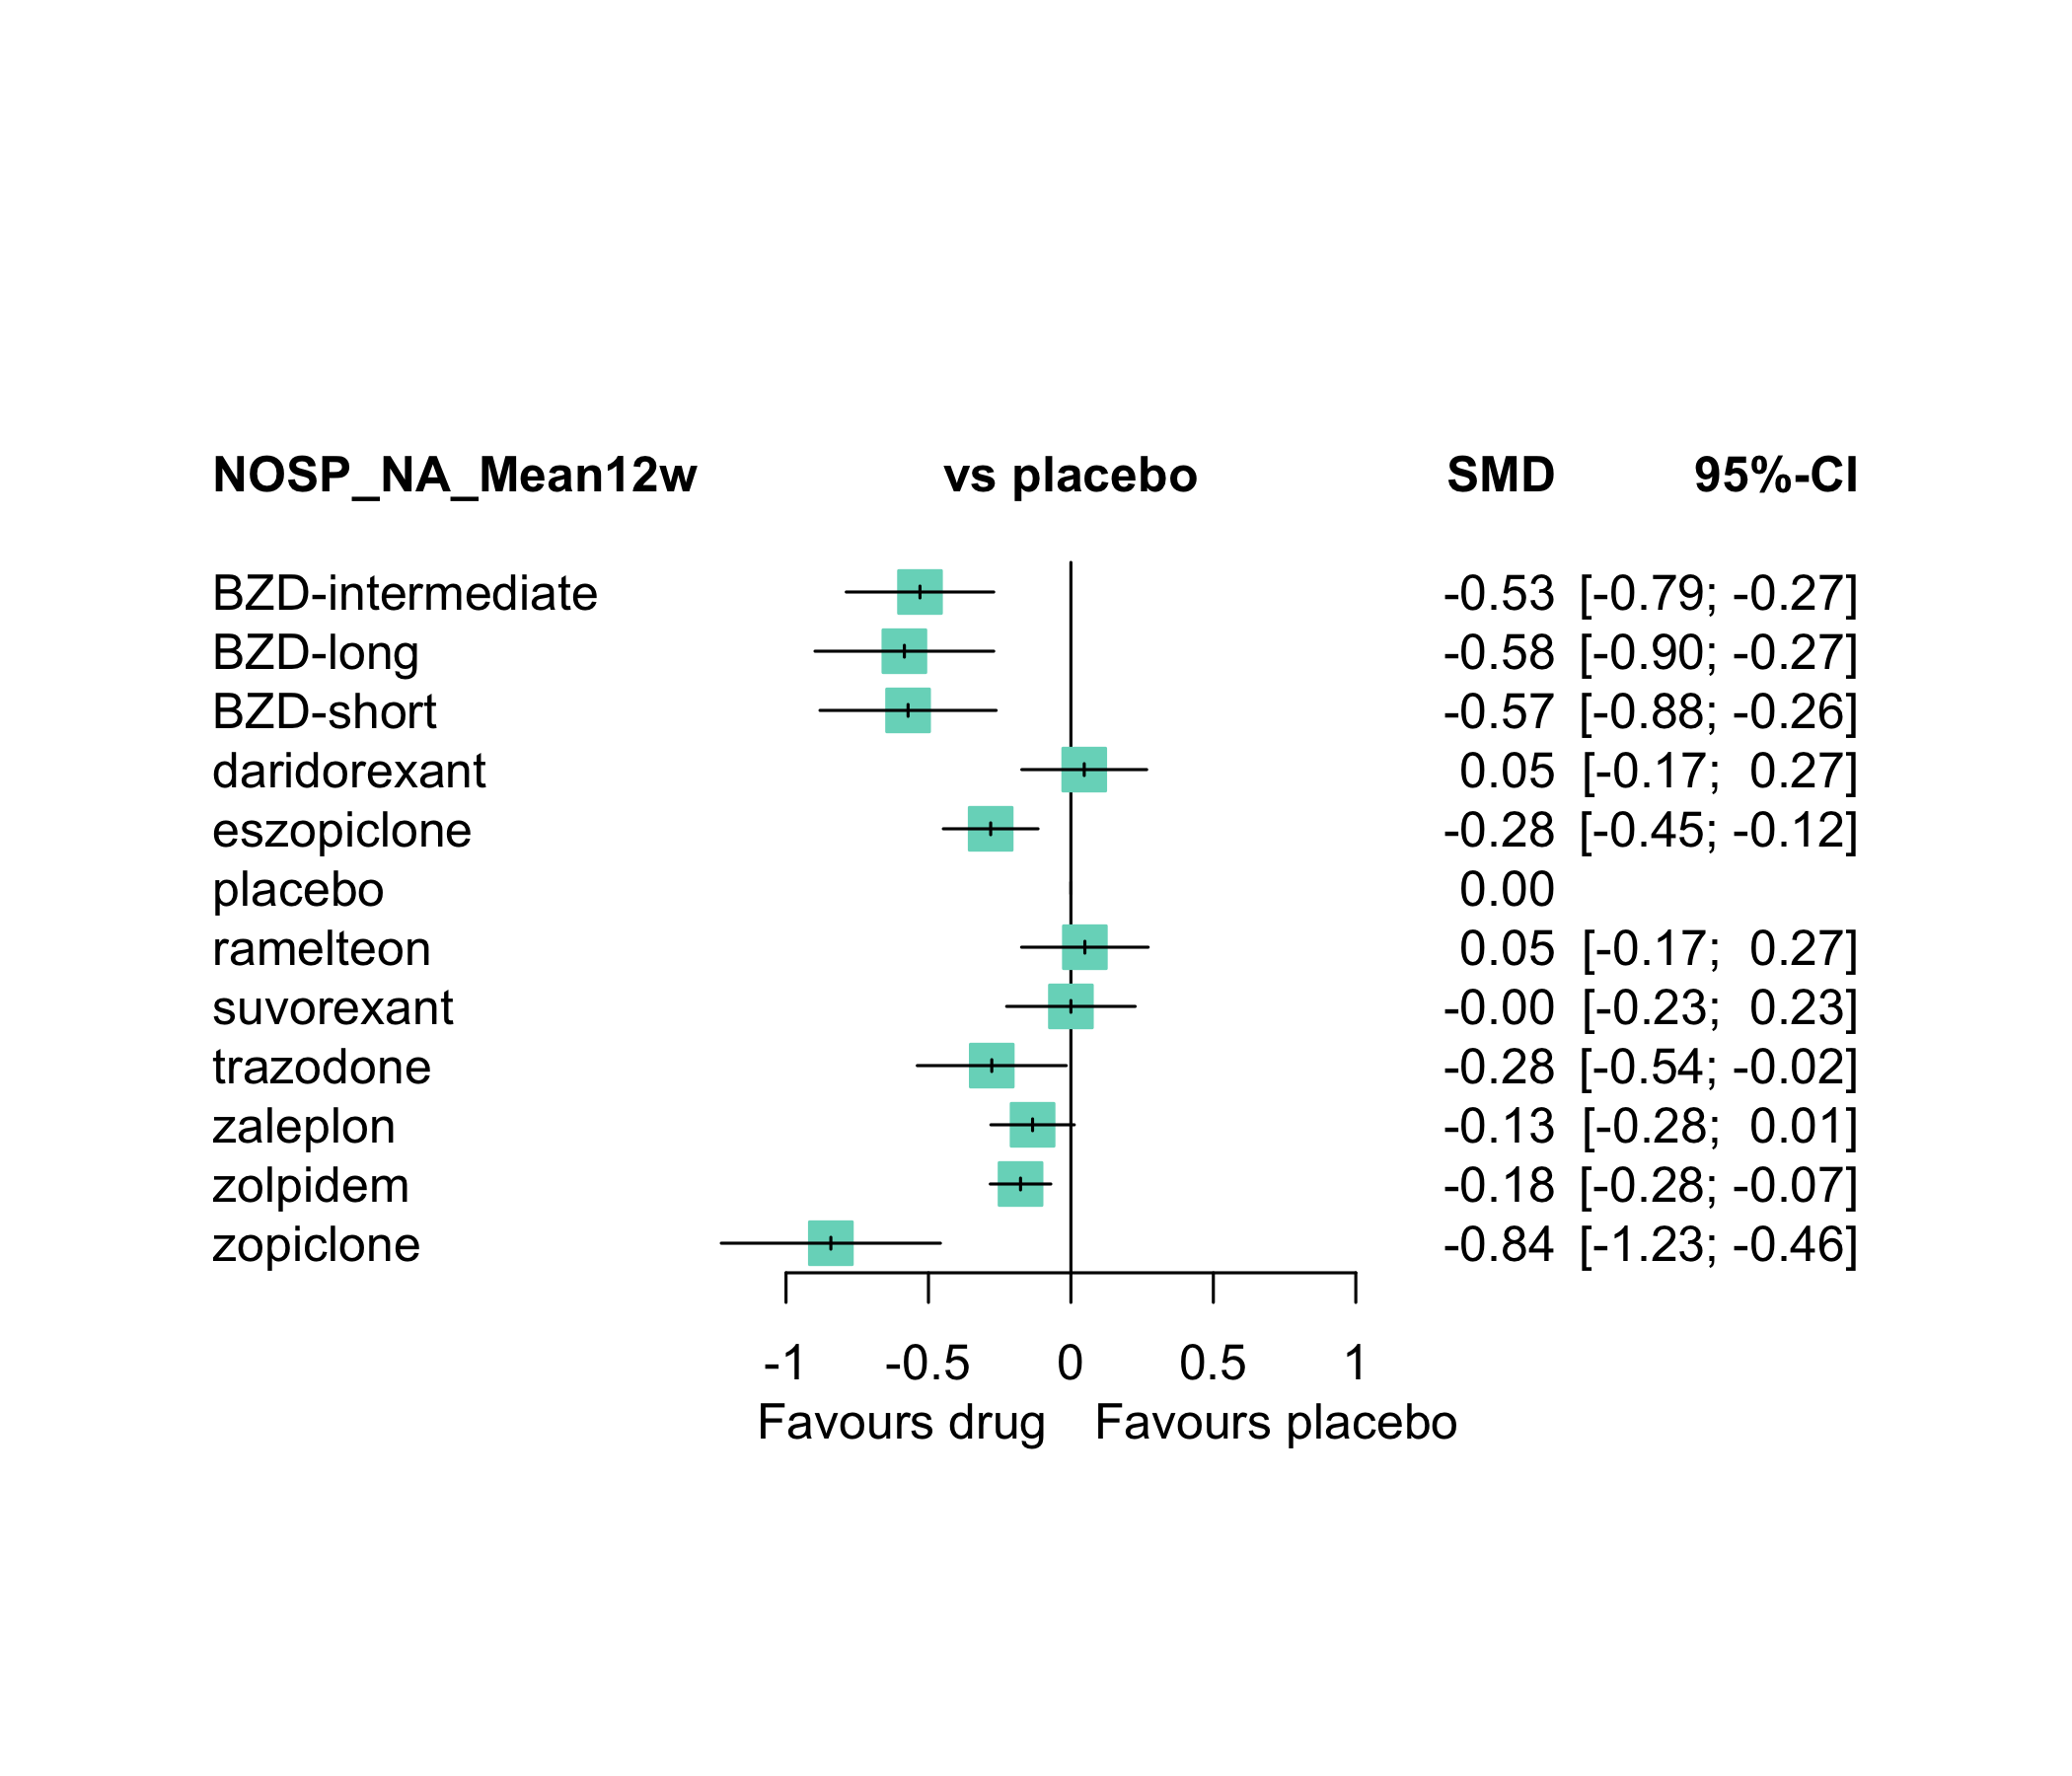 NOSP_NA_Mean12w vs placebo SMD 95%-CI
BZD-intermediate -0.53 [-0.79; -0.27]
BZD-long -0.58 [-0.90; -0.27]
BZD-short -0.57 [-0.88; -0.26]
daridorexant 0.05 [-0.17; 0.27]
eszopiclone -0.28 [-0.45; -0.12]
placebo 0.00
ramelteon 0.05 [-0.17; 0.27]
suvorexant -0.00 [-0.23; 0.23]
trazodone -0.28 [-0.54; -0.02]
zaleplon -0.13 [-0.28; 0.01]
zolpidem -0.18 [-0.28; -0.07]
zopiclone -0.84 [-1.23; -0.46]
-1 -0.5 0 0.5 1
Favours drug Favours placebo